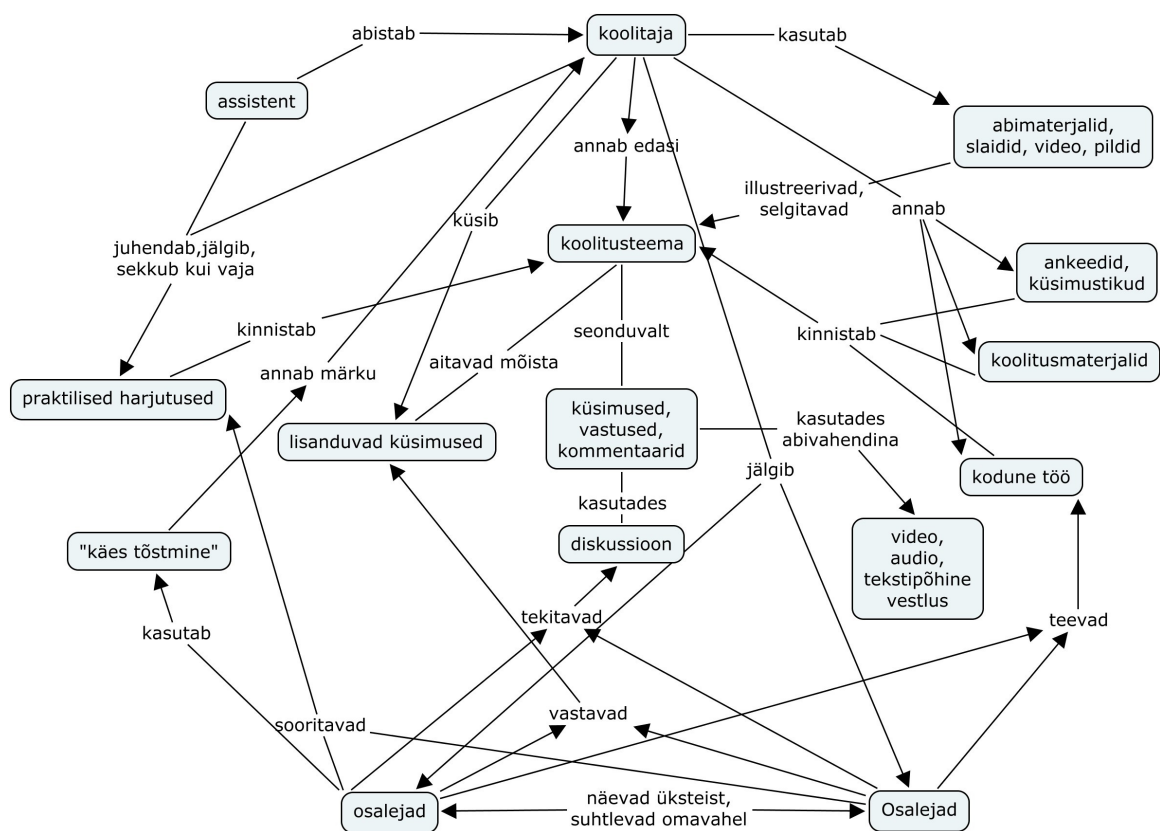 abistab
koolitaja
kasutab
assistent
abimaterjalid,
slaidid, video, pildid
annab edasi
illustreerivad,
selgitavad
annab
küsib
juhendab,jälgib,
sekkub kui vaja
koolitusteema
ankeedid,
küsimustikud
kinnistab
seonduvalt
kinnistab
koolitusmaterjalid
aitavad mõista
annab märku
praktilised harjutused
küsimused,
vastused,
kommentaarid
kasutades
abivahendina
lisanduvad küsimused
jälgib
kodune töö
kasutades
"käes tõstmine"
diskussioon
video,
audio,
tekstipõhine
vestlus
tekitavad
teevad
kasutab
vastavad
sooritavad
osalejad
näevad üksteist,
suhtlevad omavahel
Osalejad